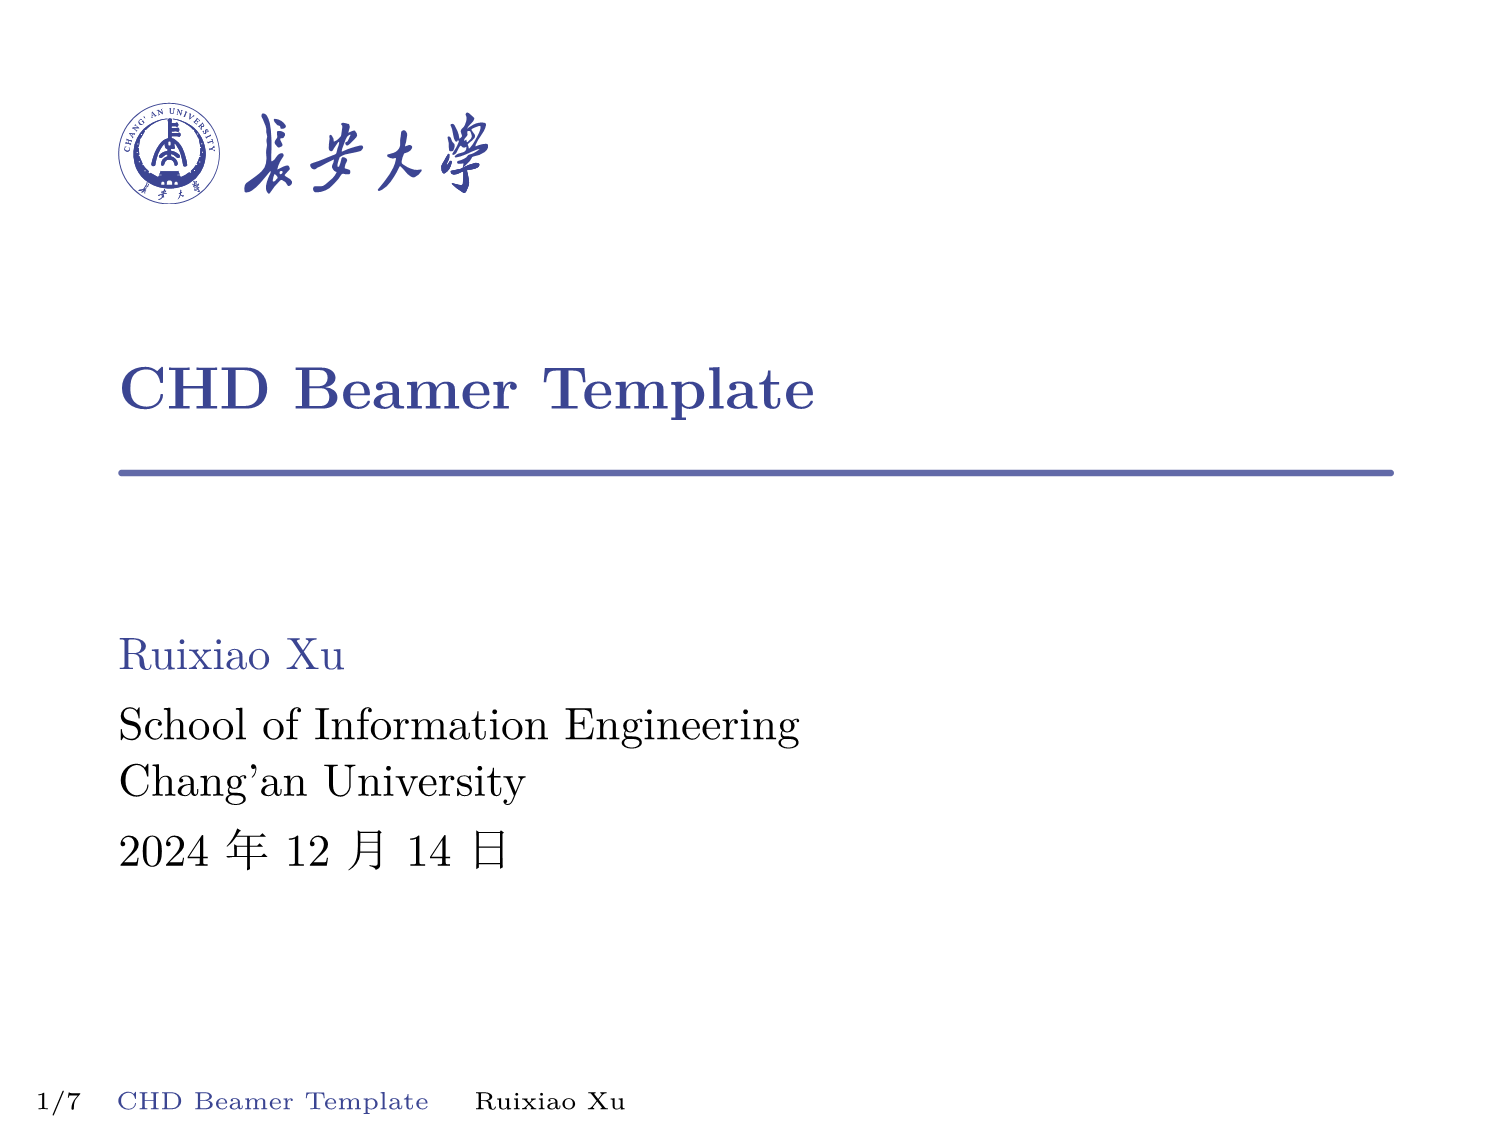 CHANG'AN UNIVERSITY
長安大學
長安大學
CHD Beamer Template
Ruixiao Xu
School of Information Engineering
Chang'an University
2024 年 12 月 14 日
1/7 CHD Beamer Template Ruixiao Xu